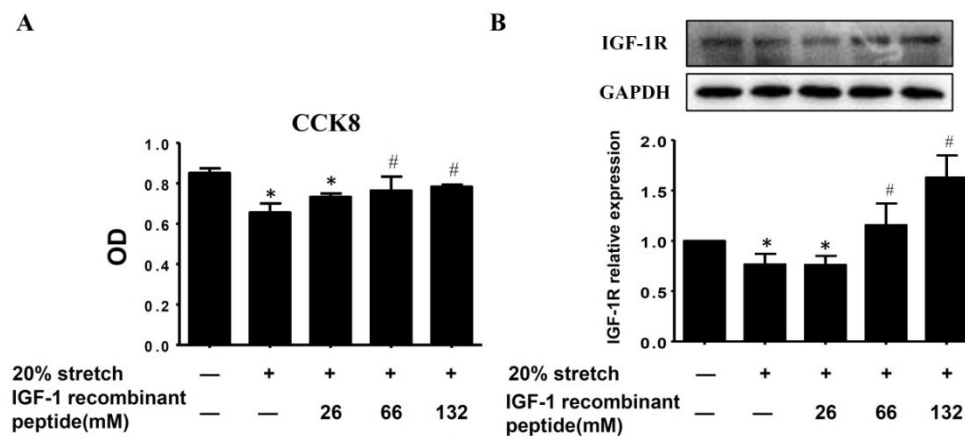 A
CCK8
OD
1.0
0.8
0.6
0.4
0.2
0.0
* * # #
20% stretch — + + + +
IGF-1 recombinant
peptide(mM) — — 26 66 132
B
IGF-1R
GAPDH
IGF-1R relative expression
2.0
1.5
1.0
0.5
0.0
* * # #
20% stretch — + + + +
IGF-1 recombinant
peptide(mM) — — 26 66 132